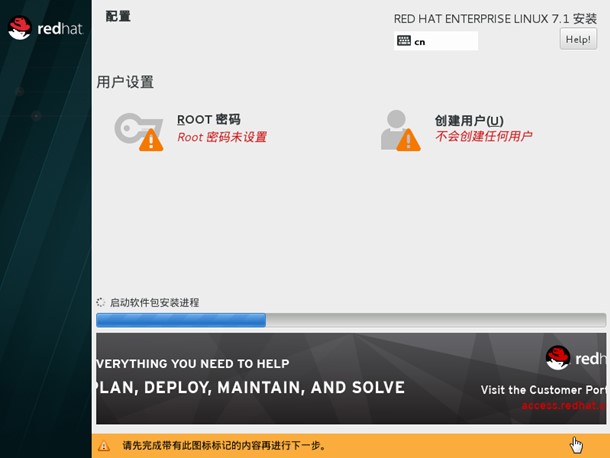 redhat
配置
RED HAT ENTERPRISE LINUX 7.1 安装
cn
Help!
用户设置
ROOT 密码
Root 密码未设置
创建用户(U)
不会创建任何用户
启动软件包安装进程
VERYTHING YOU NEED TO HELP
PLAN, DEPLOY, MAINTAIN, AND SOLVE
redh
Visit the Customer Port
access.redhat.
请先完成带有此图标标记的内容再进行下一步。